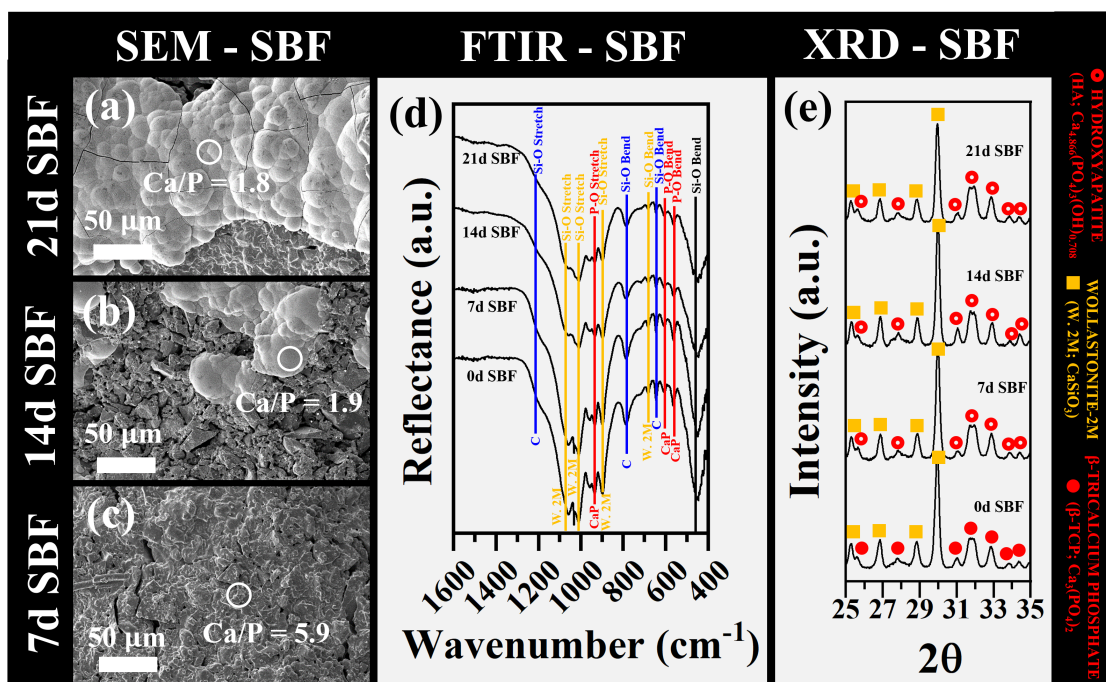 SEM - SBF
FTIR - SBF
XRD - SBF
21d SBF
14d SBF
7d SBF
(a)
Ca/P = 1.8
50 μm
(b)
Ca/P = 1.9
50 μm
(c)
Ca/P = 5.9
50 μm
(d)
Reflectance (a.u.)
21d SBF
14d SBF
7d SBF
0d SBF
Si-O Stretch
Si-O Stretch
Si-O Stretch
P-O Stretch
Si-O Stretch
Si-O Bend
Si-O Bend
Si-O Bend
P-O Bend
P-O Bend
Si-O Bend
C
W. 2M
W. 2M
CaP
W. 2M
C
W. 2M
C
CaP
CaP
1600 1400 1200 1000 800 600 400
Wavenumber (cm⁻¹)
(e)
Intensity (a.u.)
21d SBF
14d SBF
7d SBF
0d SBF
25 27 29 31 33 35
2θ
HYDROXYAPATITE
(HA; Ca4,866(PO4)3(OH)0,708
WOLLASTONITE-2M
(W. 2M; CaSiO3)
β-TRICALCIUM PHOSPHATE
(β-TCP; Ca3(PO4)2